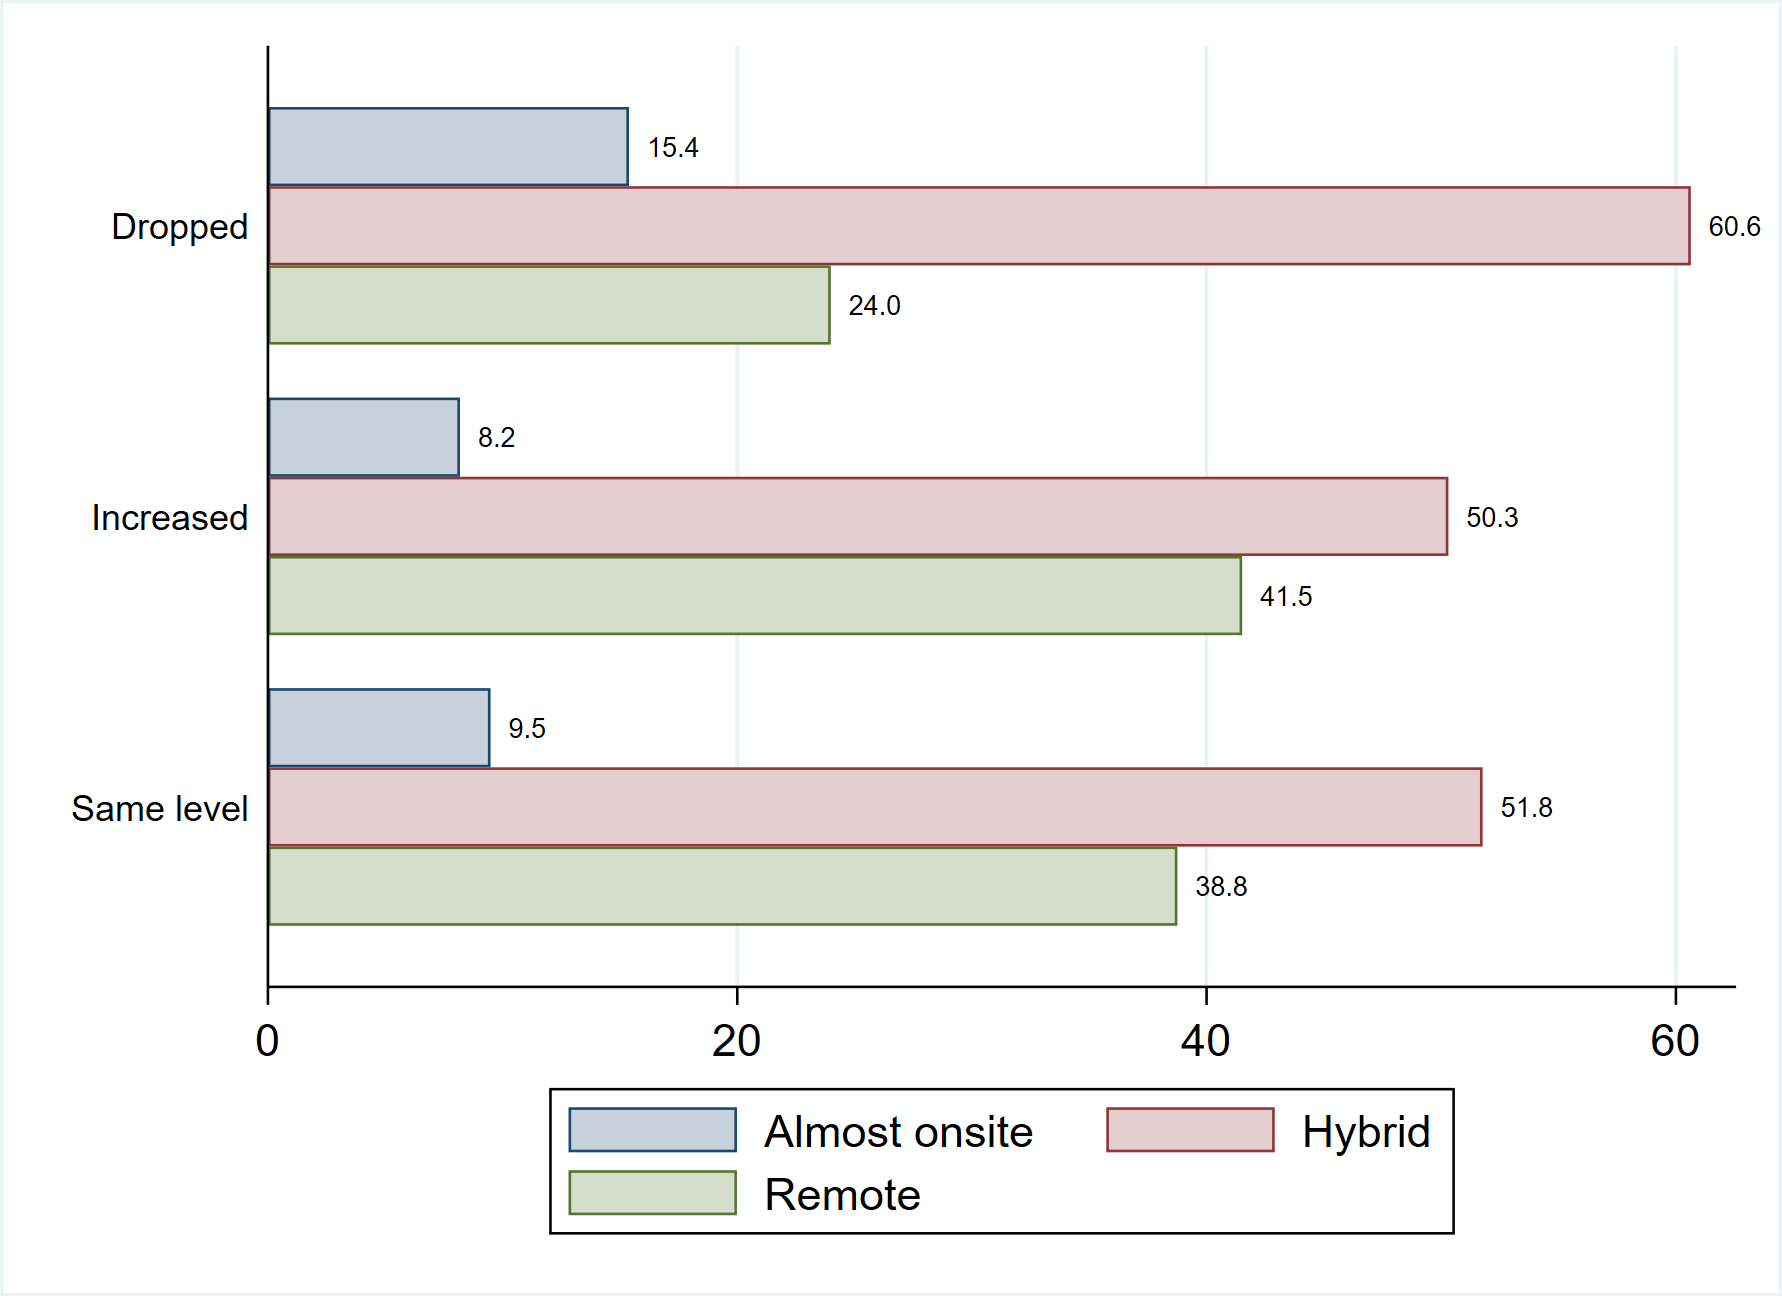 15.4
Dropped 60.6
24.0
8.2
Increased 50.3
41.5
9.5
Same level 51.8
38.8
0 20 40 60
Almost onsite Hybrid
Remote